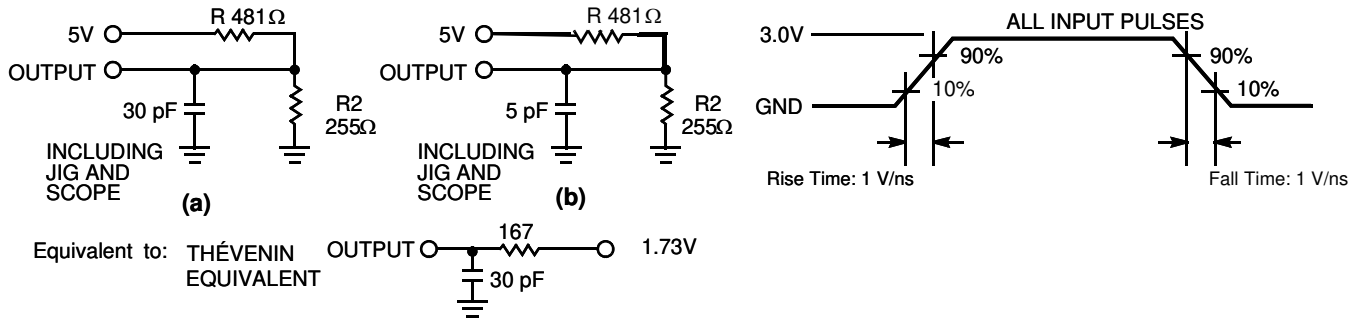 R 481Ω
5V
OUTPUT
30 pF
R2
255Ω
INCLUDING
JIG AND
SCOPE
(a)
R 481Ω
5V
OUTPUT
5 pF
R2
255Ω
INCLUDING
JIG AND
SCOPE
(b)
ALL INPUT PULSES
3.0V
90%
10%
GND
90%
10%
Rise Time: 1 V/ns
Fall Time: 1 V/ns
Equivalent to: THÉVENIN
EQUIVALENT
OUTPUT
167
1.73V
30 pF